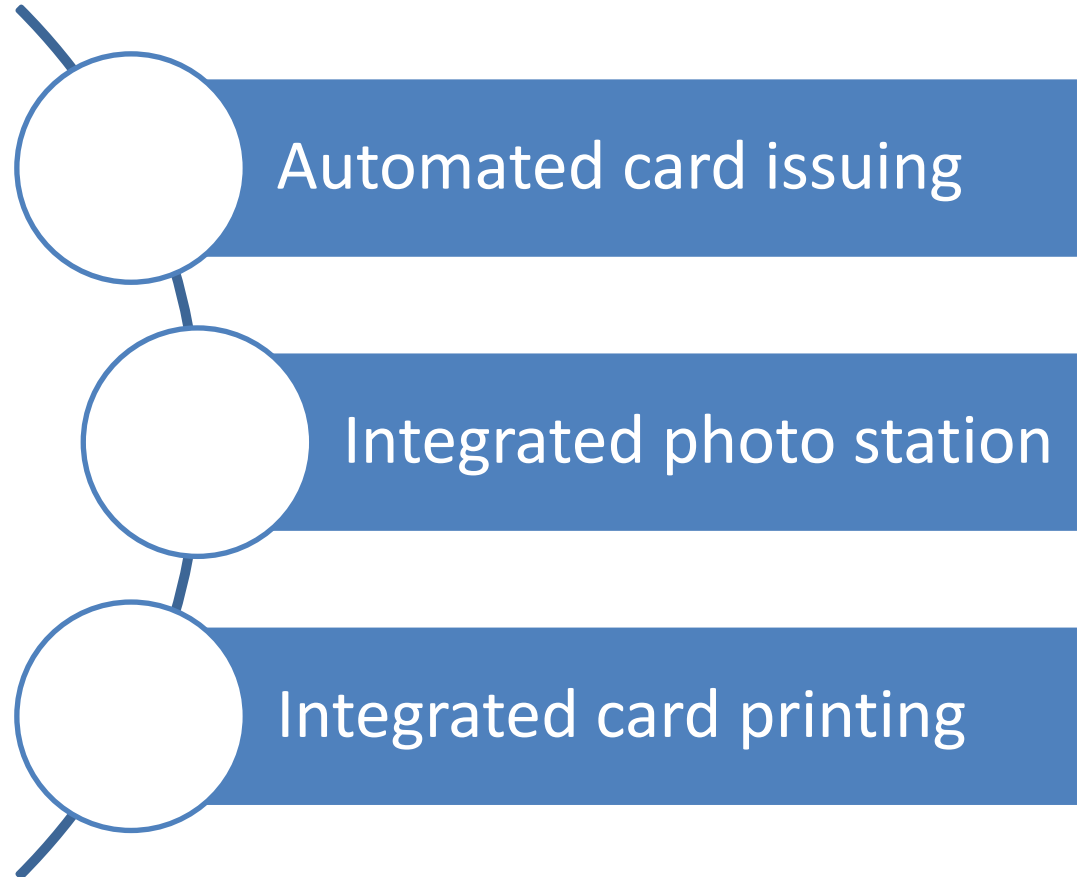 Automated card issuing
Integrated photo station
Integrated card printing